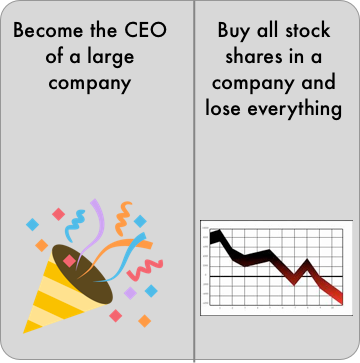 Become the CEO
of a large
company
Buy all stock
shares in a
company and
lose everything